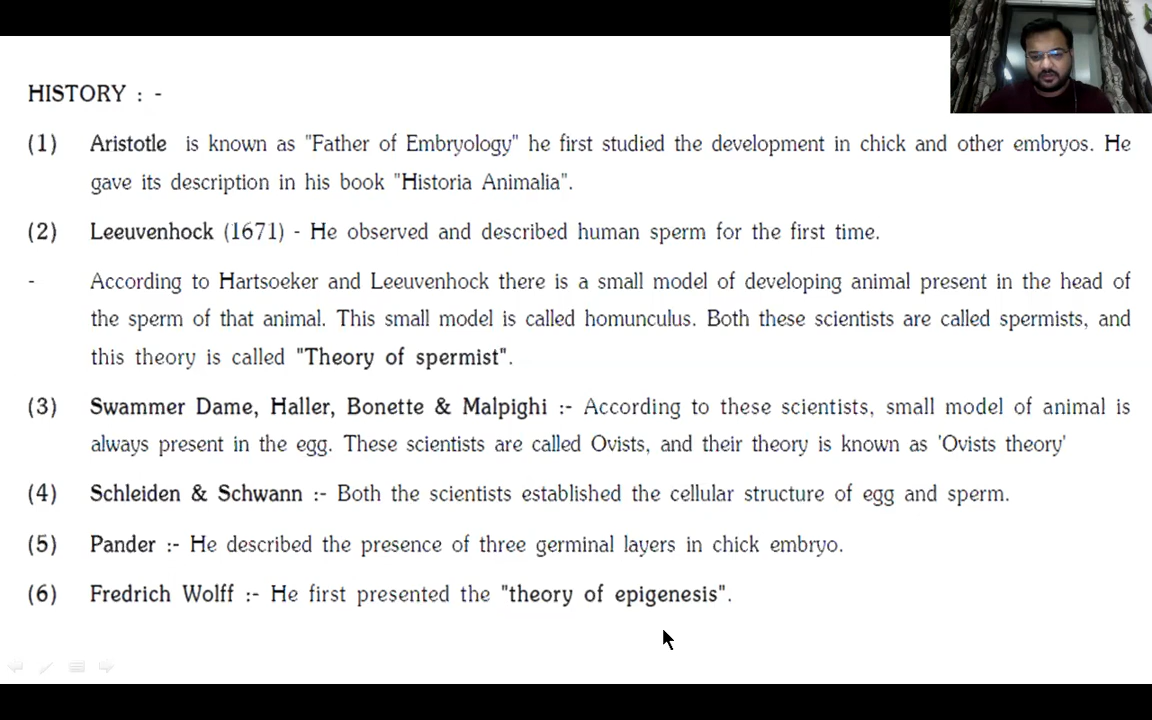 HISTORY : -
(1) Aristotle is known as "Father of Embryology" he first studied the development in chick and other embryos. He
gave its description in his book "Historia Animalia".
(2) Leeuvenhock (1671) - He observed and described human sperm for the first time.
- According to Hartsoeker and Leeuvenhock there is a small model of developing animal present in the head of
the sperm of that animal. This small model is called homunculus. Both these scientists are called spermists, and
this theory is called "Theory of spermist".
(3) Swammer Dame, Haller, Bonette & Malpighi :- According to these scientists, small model of animal is
always present in the egg. These scientists are called Ovists, and their theory is known as 'Ovists theory'
(4) Schleiden & Schwann :- Both the scientists established the cellular structure of egg and sperm.
(5) Pander :- He described the presence of three germinal layers in chick embryo.
(6) Fredrich Wolff :- He first presented the "theory of epigenesis".